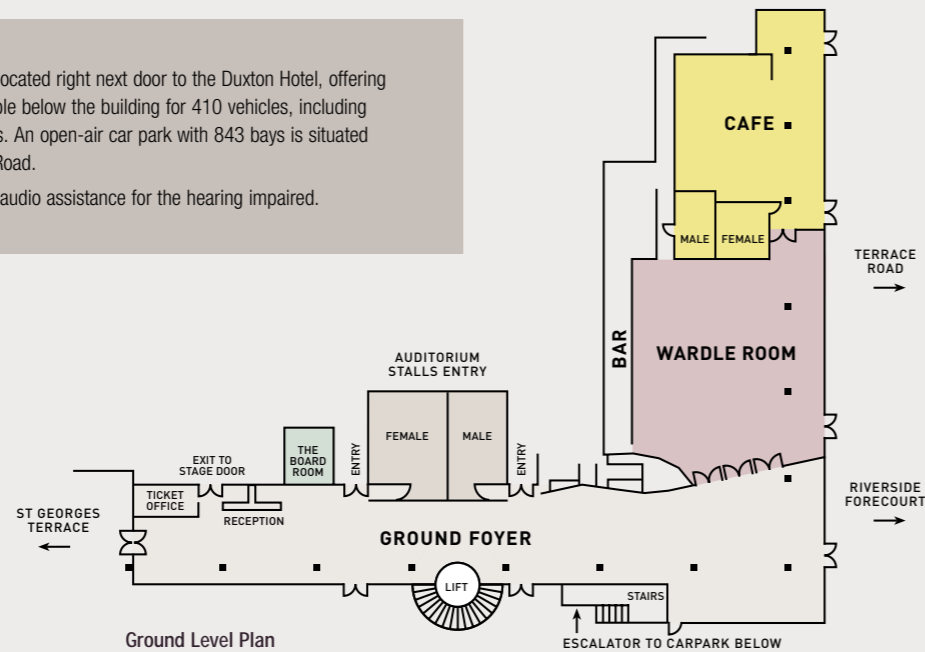 ocated right next door to the Duxton Hotel, offering
ble below the building for 410 vehicles, including
s. An open-air car park with 843 bays is situated
Road.
audio assistance for the hearing impaired.
CAFE
MALE
FEMALE
TERRACE
ROAD
BAR
WARDLE ROOM
AUDITORIUM
STALLS ENTRY
FEMALE
MALE
ENTRY
ENTRY
THE
BOARD
ROOM
EXIT TO
STAGE DOOR
TICKET
OFFICE
RECEPTION
ST GEORGES
TERRACE
RIVERSIDE
FORECOURT
GROUND FOYER
LIFT
STAIRS
Ground Level Plan
ESCALATOR TO CARPARK BELOW